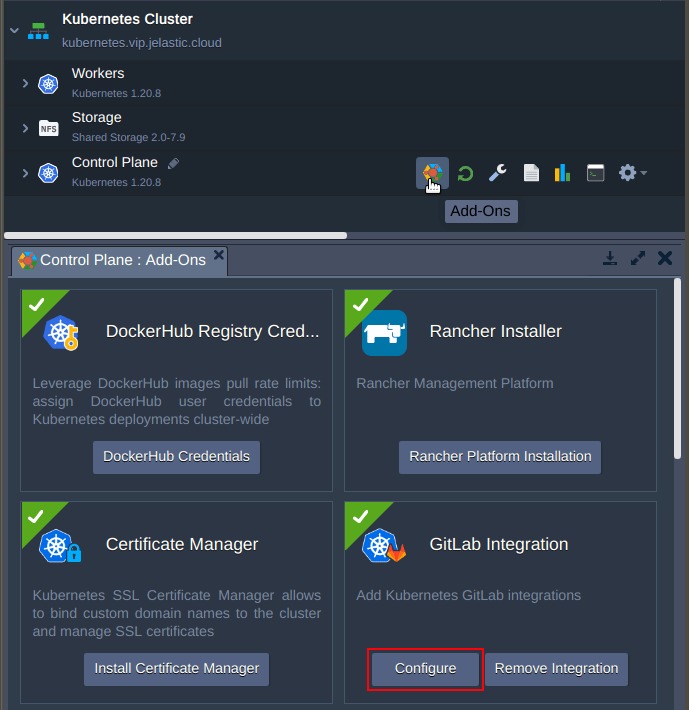 Kubernetes Cluster
kubernetes.vip.jelastic.cloud
Workers
Kubernetes 1.20.8
NFS
Storage
Shared Storage 2.0-7.9
Control Plane
Kubernetes 1.20.8
Add-Ons
Control Plane : Add-Ons
DockerHub Registry Cred...
Leverage DockerHub images pull rate limits:
assign DockerHub user credentials to
Kubernetes deployments cluster-wide
DockerHub Credentials
Rancher Installer
Rancher Management Platform
Rancher Platform Installation
Certificate Manager
Kubernetes SSL Certificate Manager allows
to bind custom domain names to the cluster
and manage SSL certificates
Install Certificate Manager
GitLab Integration
Add Kubernetes GitLab integrations
Configure
Remove Integration